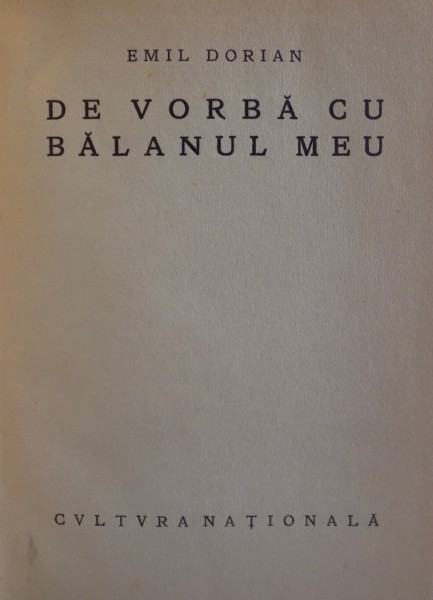 EMIL DORIAN
DE VORBĂ CU
BĂLANUL MEU
CVLTVRA NAȚIONALĂ